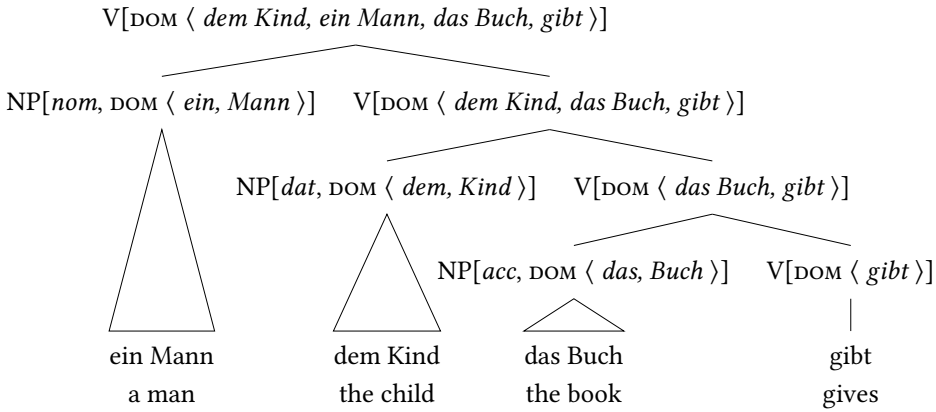 V[DOM ⟨ dem Kind, ein Mann, das Buch, gibt ⟩]
NP[nom, DOM ⟨ ein, Mann ⟩] V[DOM ⟨ dem Kind, das Buch, gibt ⟩]
NP[dat, DOM ⟨ dem, Kind ⟩] V[DOM ⟨ das Buch, gibt ⟩]
NP[acc, DOM ⟨ das, Buch ⟩] V[DOM ⟨ gibt ⟩]
ein Mann dem Kind das Buch gibt
a man the child the book gives